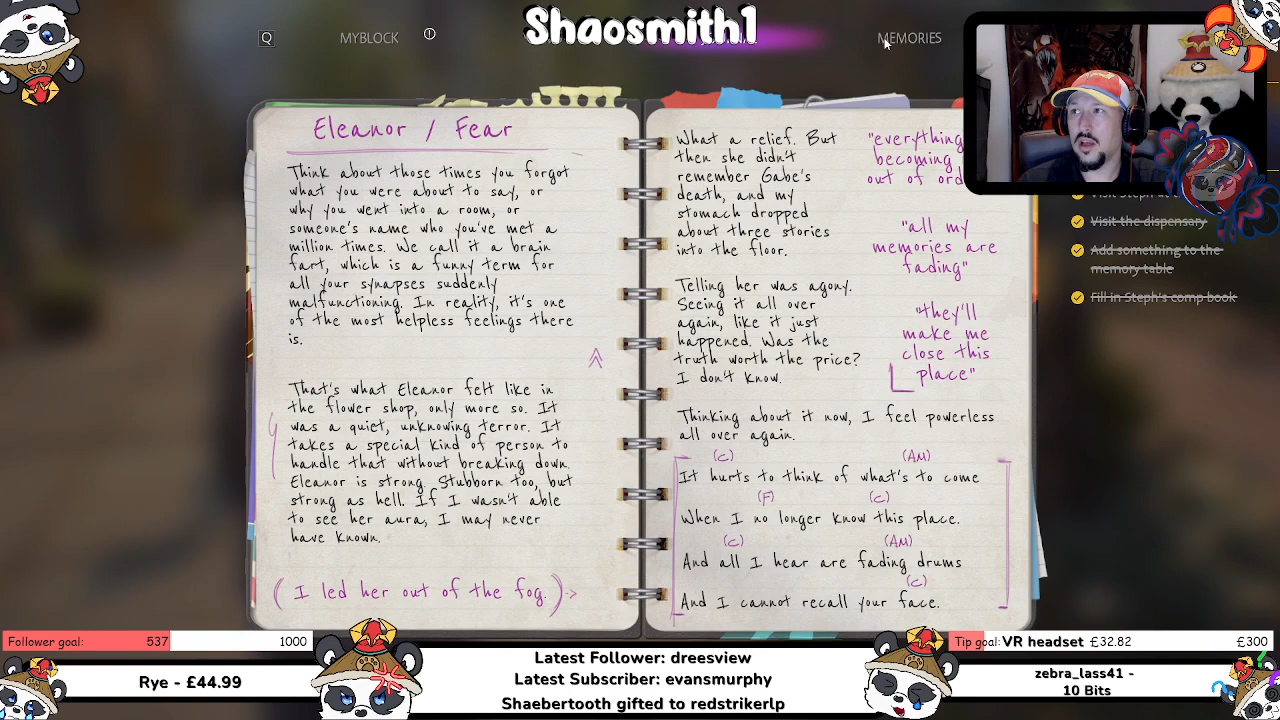 Shaosmith1
Q
MYBLOCK
MEMORIES
Eleanor / Fear
Think about those times you forgot
what you were about to say, or
why you went into a room, or
someone's name who you've met a
million times. We call it a brain
fart, which is a funny term for
all your synapses suddenly
malfunctioning. In reality, it's one
of the most helpless feelings there
is.
That's what Eleanor felt like in
the flower shop, only more so. It
was a quiet, unknowing terror. It
takes a special kind of person to
handle that without breaking down.
Eleanor is strong. Stubborn too, but
strong as hell. If I wasn't able
to see her aura, I may never
have known.
( I led her out of the fog. )->
What a relief. But
then she didn't
remember Gabe's
death, and my
stomach dropped
about three stories
into the floor.
Telling her was agony.
Seeing it all over
again, like it just
happened. Was the
truth worth the price?
I don't know.
Thinking about it now, I feel powerless
all over again.
(C) (AM)
It hurts to think of what's to come
(F) (C)
When I no longer know this place.
(C) (AM)
And all I hear are fading drums
(C)
And I cannot recall your face.
"everything
becoming
out of ord
"all my
memories are
fading"
"they'll
make me
close this
place"
Visit Steph at
Visit the dispensary
Add something to the
memory table
Fill in Steph's comp book
Follower goal: 537 1000
Rye - £44.99
Latest Follower: dreesview
Latest Subscriber: evansmurphy
Shaebertooth gifted to redstrikerlp
Tip goal: VR headset £32.82 £300
zebra_lass41 -
10 Bits